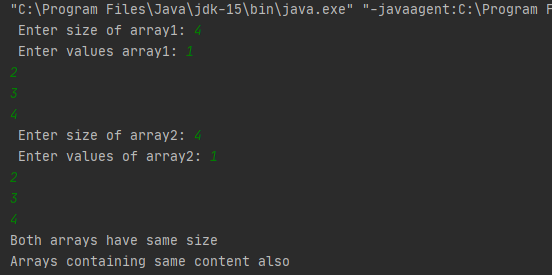 "C:\Program Files\Java\jdk-15\bin\java.exe" "-javaagent:C:\Program F
Enter size of array1: 4
Enter values array1: 1
2
3
4
Enter size of array2: 4
Enter values of array2: 1
2
3
4
Both arrays have same size
Arrays containing same content also